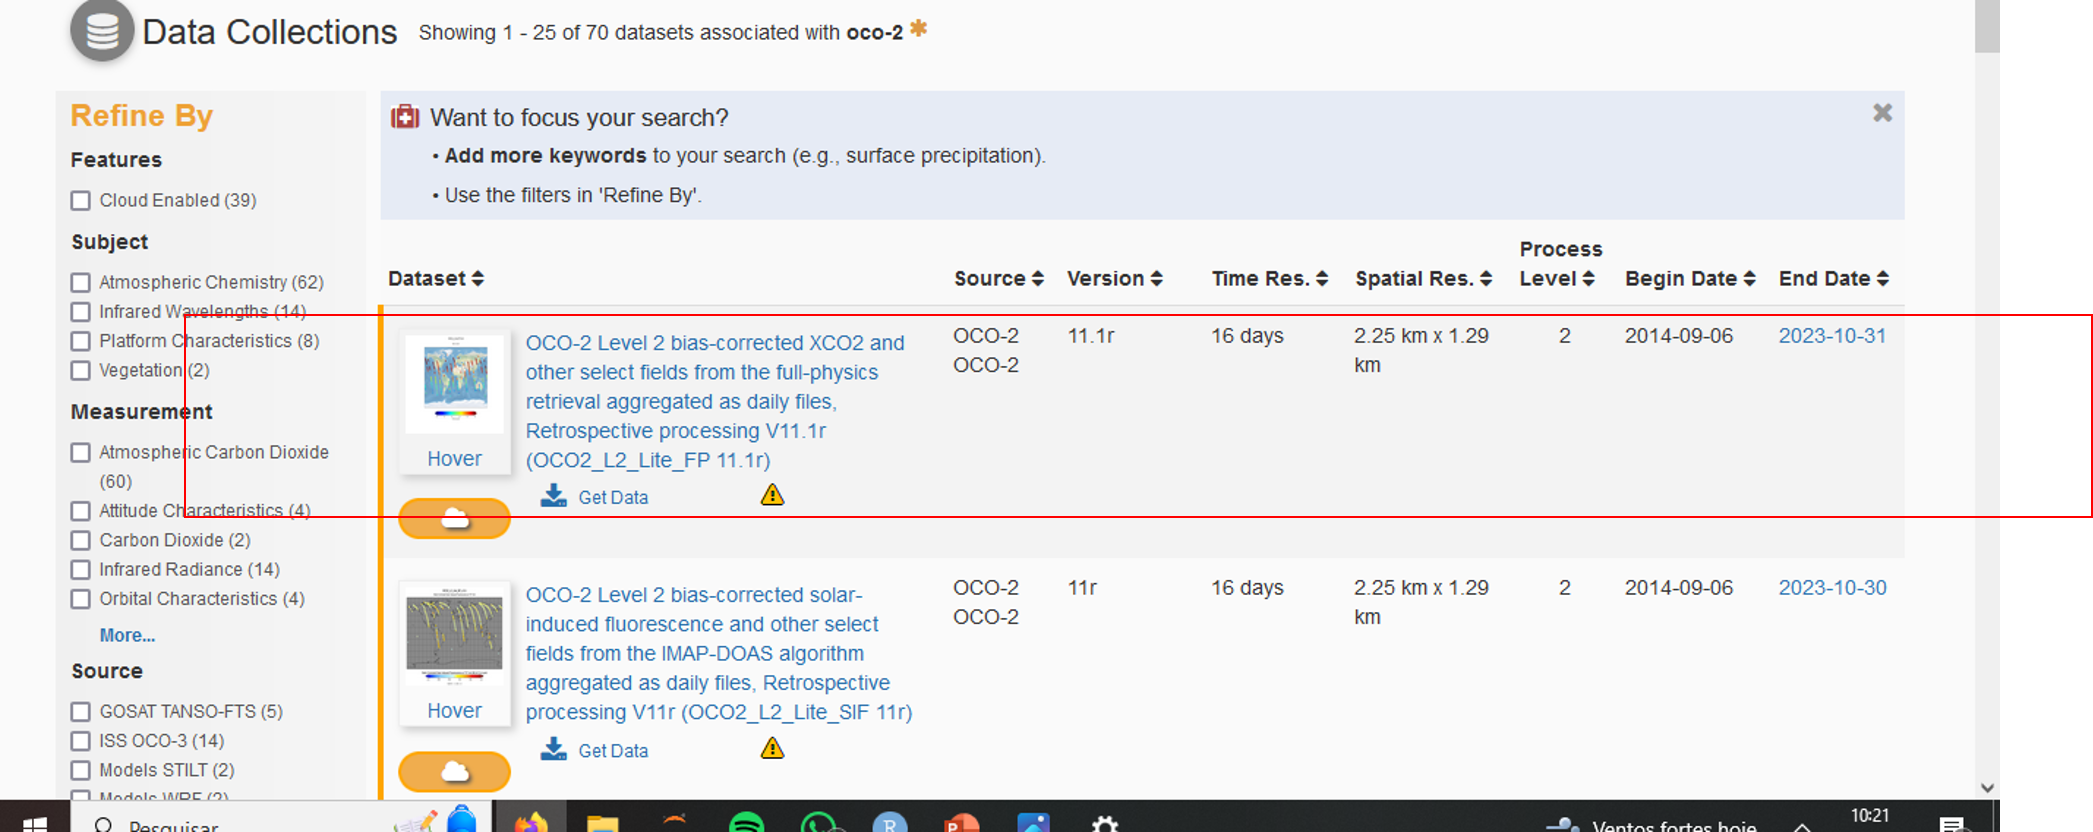 Data Collections Showing 1 - 25 of 70 datasets associated with oco-2 *
Refine By
Features
Cloud Enabled (39)
Subject
Atmospheric Chemistry (62)
Infrared Wavelengths (14)
Platform Characteristics (8)
Vegetation (2)
Measurement
Atmospheric Carbon Dioxide
(60)
Attitude Characteristics (4)
Carbon Dioxide (2)
Infrared Radiance (14)
Orbital Characteristics (4)
More...
Source
GOSAT TANSO-FTS (5)
ISS OCO-3 (14)
Models STILT (2)
Models WRF (2)
Want to focus your search?
• Add more keywords to your search (e.g., surface precipitation).
• Use the filters in 'Refine By'.
Process
Dataset Source Version Time Res. Spatial Res. Level Begin Date End Date
Hover
OCO-2 Level 2 bias-corrected XCO2 and
other select fields from the full-physics
retrieval aggregated as daily files,
Retrospective processing V11.1r
(OCO2_L2_Lite_FP 11.1r)
Get Data
OCO-2 11.1r 16 days 2.25 km x 1.29 2 2014-09-06 2023-10-31
OCO-2 km
Hover
OCO-2 Level 2 bias-corrected solar-
induced fluorescence and other select
fields from the IMAP-DOAS algorithm
aggregated as daily files, Retrospective
processing V11r (OCO2_L2_Lite_SIF 11r)
Get Data
OCO-2 11r 16 days 2.25 km x 1.29 2 2014-09-06 2023-10-30
OCO-2 km
Pesquisar
R
P
Ventos fortes hoje
10:21